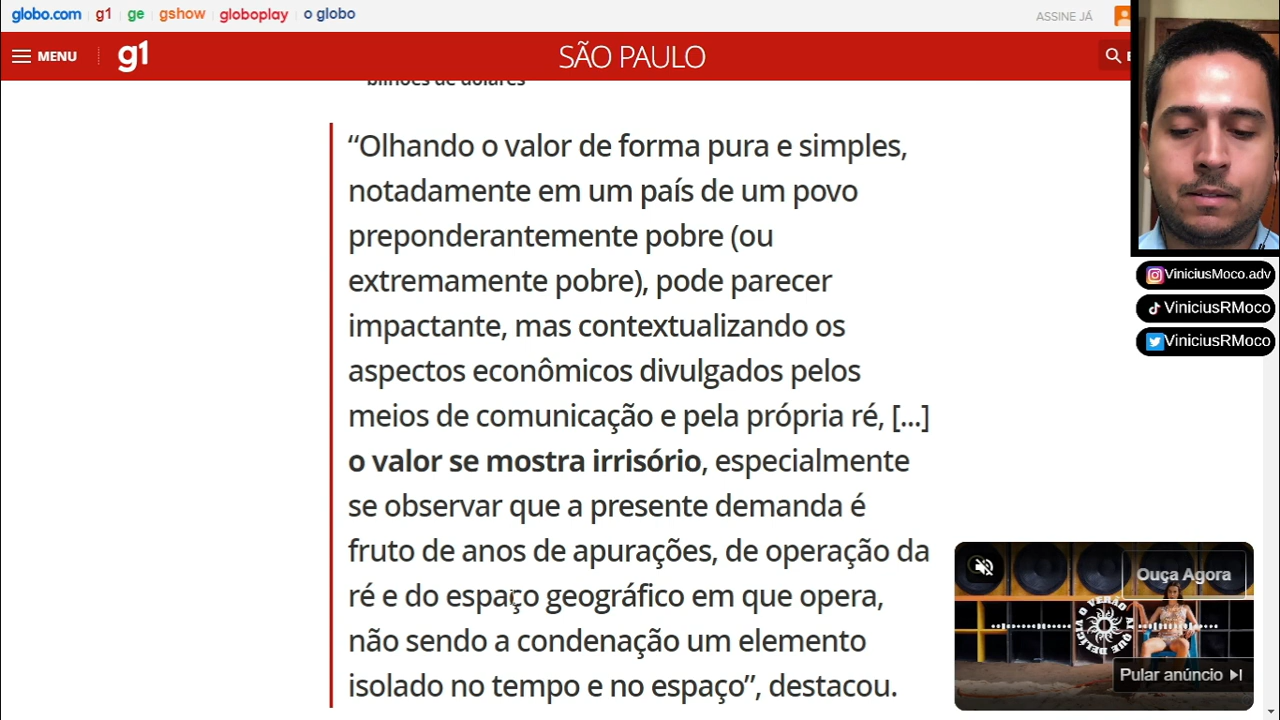 globo.com g1 ge gshow globoplay o globo
ASSINE JÁ
MENU g1
SÃO PAULO
bilhões de dólares
“Olhando o valor de forma pura e simples,
notadamente em um país de um povo
preponderantemente pobre (ou
extremamente pobre), pode parecer
impactante, mas contextualizando os
aspectos econômicos divulgados pelos
meios de comunicação e pela própria ré, [...]
o valor se mostra irrisório, especialmente
se observar que a presente demanda é
fruto de anos de apurações, de operação da
ré e do espaço geográfico em que opera,
não sendo a condenação um elemento
isolado no tempo e no espaço”, destacou.
ViniciusMoco.adv
ViniciusRMoco
ViniciusRMoco
Ouça Agora
Pular anúncio